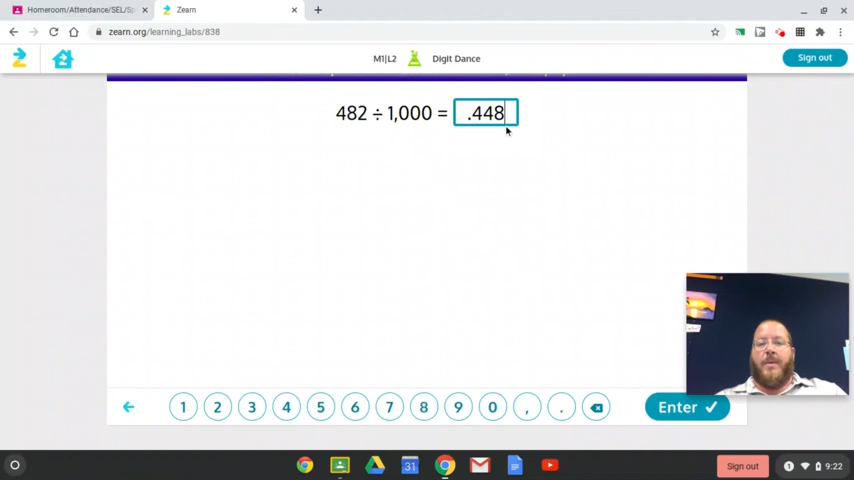 Homeroom/Attendance/SEL/Sp
Zearn
zearn.org/learning_labs/838
M1|L2 Digit Dance
Sign out
482 ÷ 1,000 = .448
1 2 3 4 5 6 7 8 9 0 , .
Enter
31
Sign out
1 9:22